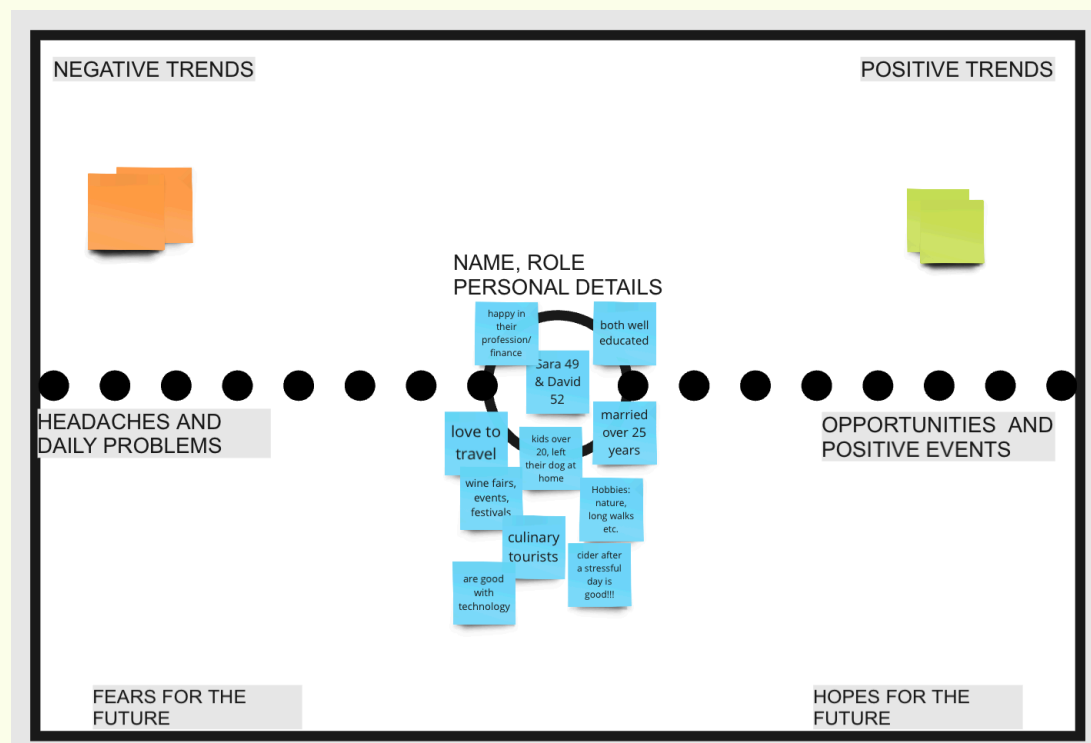 NEGATIVE TRENDS
POSITIVE TRENDS
NAME, ROLE
PERSONAL DETAILS
happy in
their
profession/
finance
both well
educated
Sara 49
& David
52
HEADACHES AND
DAILY PROBLEMS
OPPORTUNITIES AND
POSITIVE EVENTS
love to
travel
kids over
20, left
their dog at
home
married
over 25
years
wine fairs,
events,
festivals
Hobbies:
nature,
long walks
etc.
culinary
tourists
cider after
a stressful
day is
good!!!
are good
with
technology
FEARS FOR THE
FUTURE
HOPES FOR THE
FUTURE